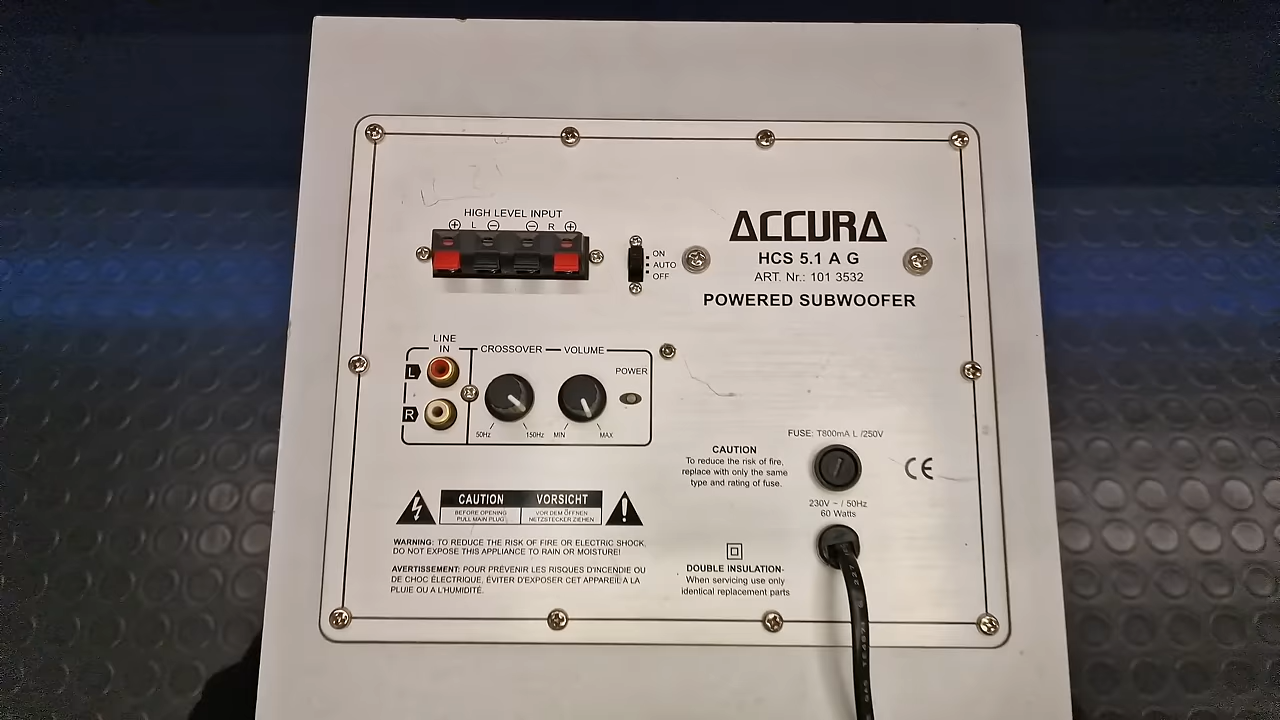 HIGH LEVEL INPUT
+ L − − R +
ON
AUTO
OFF
ACCURA
HCS 5.1 A G
ART. Nr.: 101 3532
POWERED SUBWOOFER
LINE
IN
L
R
CROSSOVER
VOLUME
POWER
50Hz
150Hz
MIN
MAX
FUSE: T800mA L /250V
CAUTION
To reduce the risk of fire,
replace with only the same
type and rating of fuse.
CE
230V ~ / 50Hz
60 Watts
CAUTION
BEFORE OPENING
PULL MAIN PLUG
VORSICHT
VOR DEM ÖFFNEN
NETZSTECKER ZIEHEN
WARNING: TO REDUCE THE RISK OF FIRE OR ELECTRIC SHOCK,
DO NOT EXPOSE THIS APPLIANCE TO RAIN OR MOISTURE!
AVERTISSEMENT: POUR PRÉVENIR LES RISQUES D'INCENDIE OU
DE CHOC ÉLECTRIQUE, ÉVITER D'EXPOSER CET APPAREIL A LA
PLUIE OU A L'HUMIDITÉ.
DOUBLE INSULATION-
When servicing use only
identical replacement parts